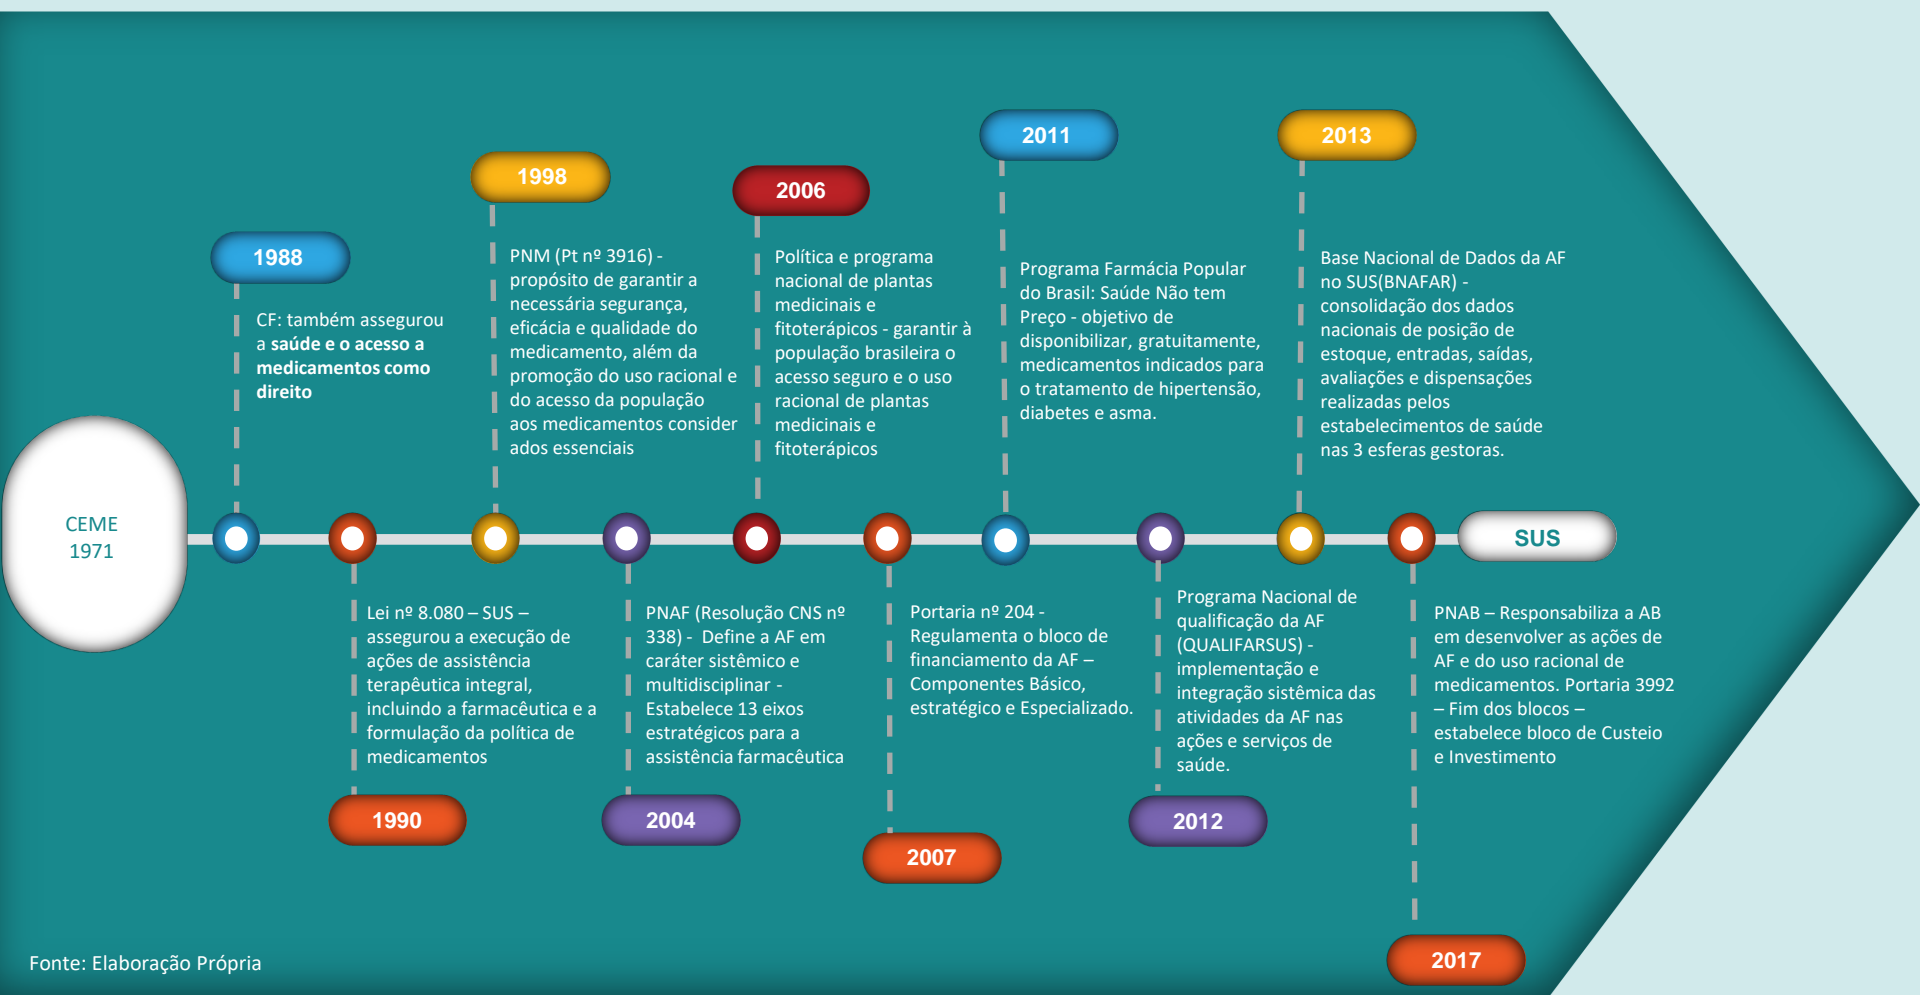 CEME
1971
1988
CF: também assegurou
a saúde e o acesso a
medicamentos como
direito
Lei nº 8.080 – SUS –
assegurou a execução de
ações de assistência
terapêutica integral,
incluindo a farmacêutica e a
formulação da política de
medicamentos
1990
1998
PNM (Pt nº 3916) -
propósito de garantir a
necessária segurança,
eficácia e qualidade do
medicamento, além da
promoção do uso racional e
do acesso da população
aos medicamentos consider
ados essenciais
PNAF (Resolução CNS nº
338) - Define a AF em
caráter sistêmico e
multidisciplinar -
Estabelece 13 eixos
estratégicos para a
assistência farmacêutica
2004
2006
Política e programa
nacional de plantas
medicinais e
fitoterápicos - garantir à
população brasileira o
acesso seguro e o uso
racional de plantas
medicinais e
fitoterápicos
Portaria nº 204 -
Regulamenta o bloco de
financiamento da AF –
Componentes Básico,
estratégico e Especializado.
2007
2011
Programa Farmácia Popular
do Brasil: Saúde Não tem
Preço - objetivo de
disponibilizar, gratuitamente,
medicamentos indicados para
o tratamento de hipertensão,
diabetes e asma.
Programa Nacional de
qualificação da AF
(QUALIFARSUS) -
implementação e
integração sistêmica das
atividades da AF nas
ações e serviços de
saúde.
2012
2013
Base Nacional de Dados da AF
no SUS(BNAFAR) -
consolidação dos dados
nacionais de posição de
estoque, entradas, saídas,
avaliações e dispensações
realizadas pelos
estabelecimentos de saúde
nas 3 esferas gestoras.
PNAB – Responsabiliza a AB
em desenvolver as ações de
AF e do uso racional de
medicamentos. Portaria 3992
– Fim dos blocos –
estabelece bloco de Custeio
e Investimento
2017
SUS
Fonte: Elaboração Própria